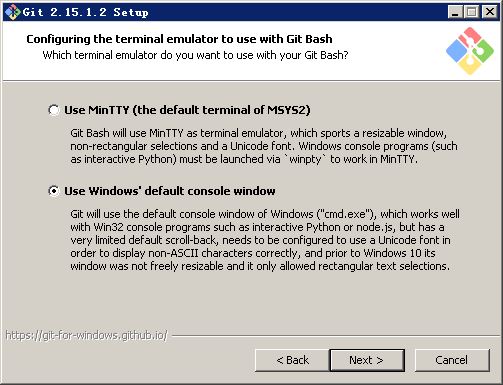 Git 2.15.1.2 Setup
Configuring the terminal emulator to use with Git Bash
Which terminal emulator do you want to use with your Git Bash?
Use MinTTY (the default terminal of MSYS2)
Git Bash will use MinTTY as terminal emulator, which sports a resizable window,
non-rectangular selections and a Unicode font. Windows console programs (such
as interactive Python) must be launched via `winpty` to work in MinTTY.
Use Windows' default console window
Git will use the default console window of Windows ("cmd.exe"), which works well
with Win32 console programs such as interactive Python or node.js, but has a
very limited default scroll-back, needs to be configured to use a Unicode font in
order to display non-ASCII characters correctly, and prior to Windows 10 its
window was not freely resizable and it only allowed rectangular text selections.
https://git-for-windows.github.io/
< Back
Next >
Cancel